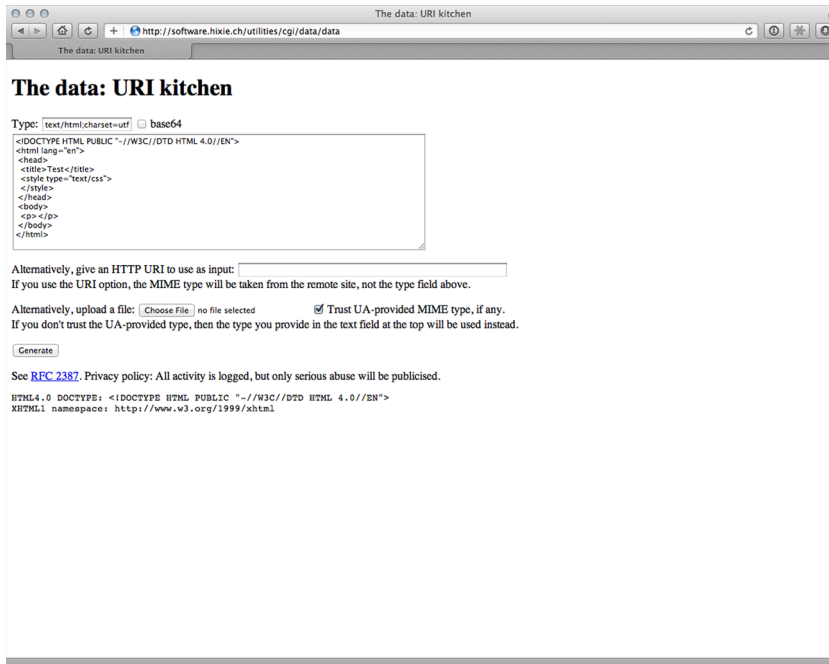 The data: URI kitchen
http://software.hixie.ch/utilities/cgi/data/data
The data: URI kitchen
The data: URI kitchen
Type: text/html;charset=utf base64
<!DOCTYPE HTML PUBLIC "-//W3C//DTD HTML 4.0//EN">
<html lang="en">
<head>
<title>Test</title>
<style type="text/css">
</style>
</head>
<body>
<p></p>
</body>
</html>
Alternatively, give an HTTP URI to use as input:
If you use the URI option, the MIME type will be taken from the remote site, not the type field above.
Alternatively, upload a file: Choose File no file selected Trust UA-provided MIME type, if any.
If you don't trust the UA-provided type, then the type you provide in the text field at the top will be used instead.
Generate
See RFC 2387. Privacy policy: All activity is logged, but only serious abuse will be publicised.
HTML4.0 DOCTYPE: <!DOCTYPE HTML PUBLIC "-//W3C//DTD HTML 4.0//EN">
XHTML1 namespace: http://www.w3.org/1999/xhtml